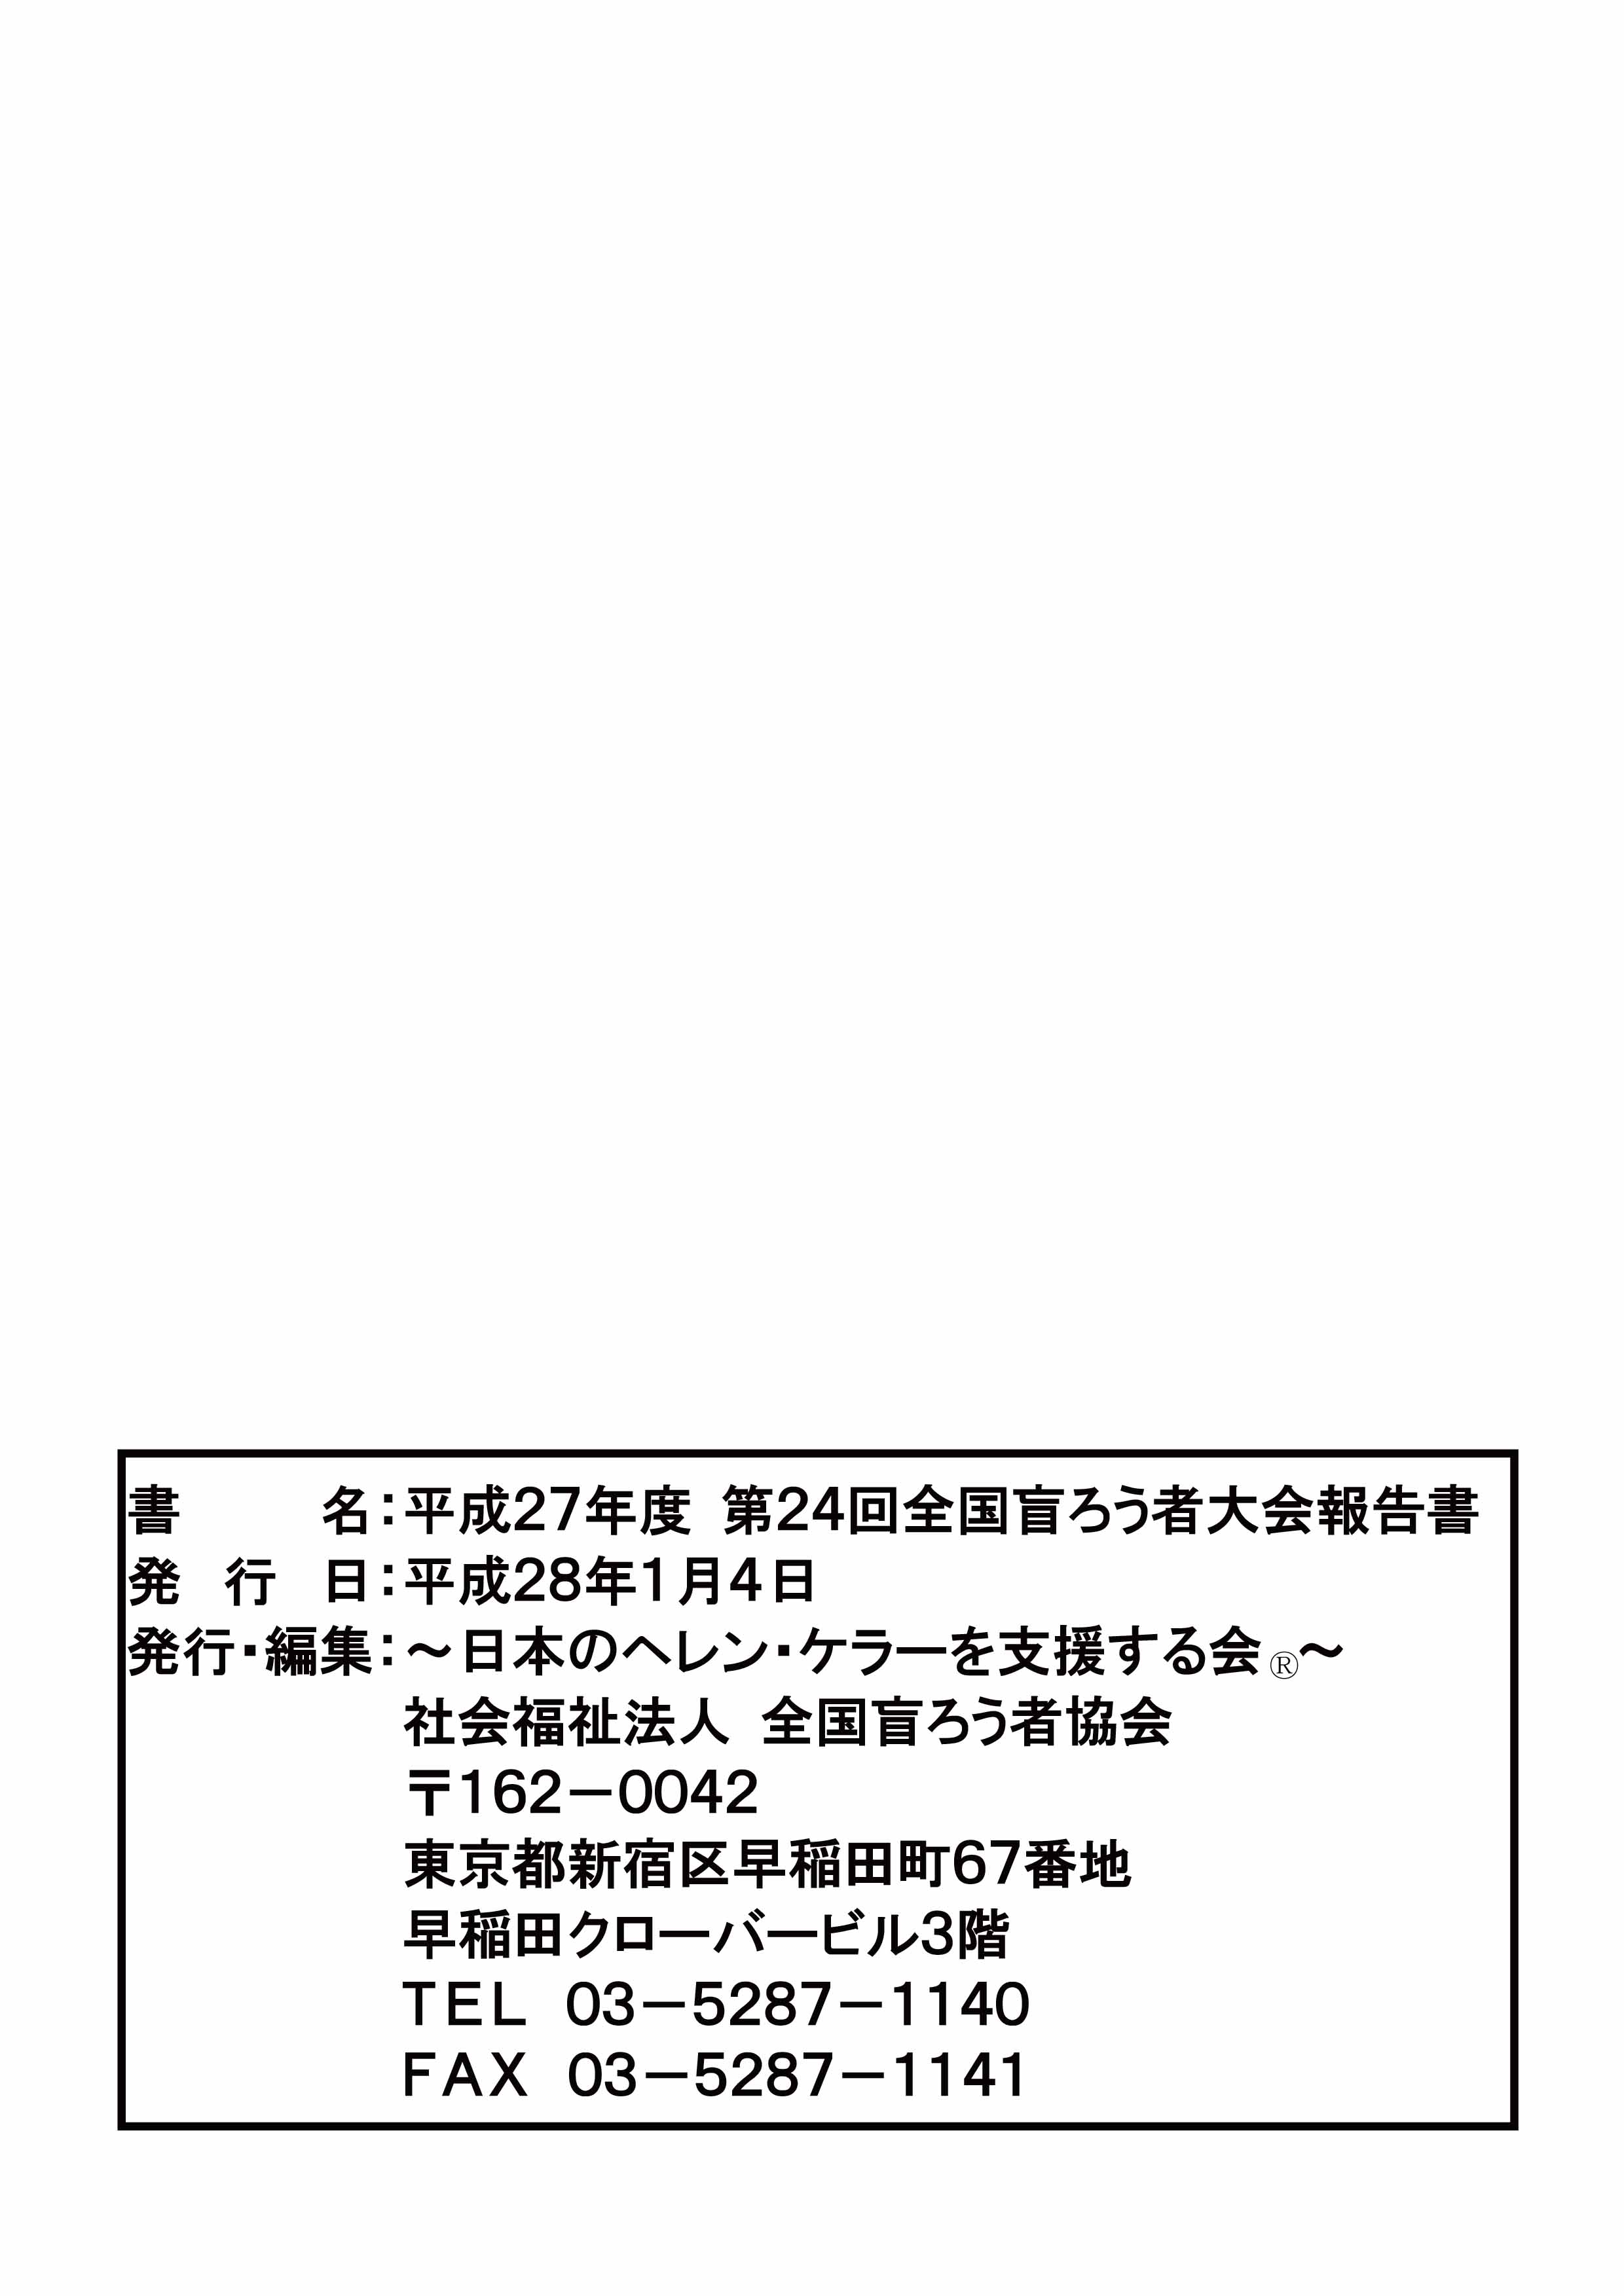 書　　名：平成27年度 第24回全国盲ろう者大会報告書
発 行 日：平成28年1月4日
発行・編集：～日本のヘレン・ケラーを支援する会®～
社会福祉法人 全国盲ろう者協会
〒162－0042
東京都新宿区早稲田町67番地
早稲田クローバービル3階
TEL 03－5287－1140
FAX 03－5287－1141